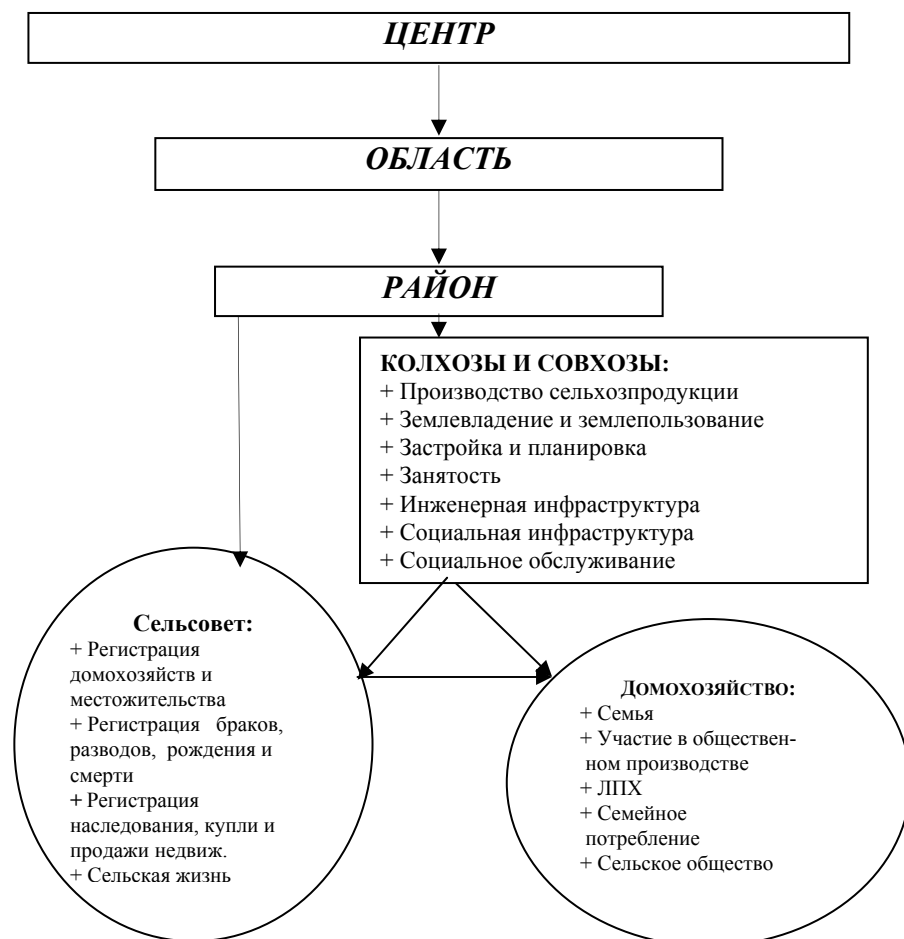 ЦЕНТР
ОБЛАСТЬ
РАЙОН
КОЛХОЗЫ И СОВХОЗЫ:
+ Производство сельхозпродукции
+ Землевладение и землепользование
+ Застройка и планировка
+ Занятость
+ Инженерная инфраструктура
+ Социальная инфраструктура
+ Социальное обслуживание
Сельсовет:
+ Регистрация
домохозяйств и
местожительства
+ Регистрация браков,
разводов, рождения и
смерти
+ Регистрация
наследования, купли и
продажи недвиж.
+ Сельская жизнь
ДОМОХОЗЯЙСТВО:
+ Семья
+ Участие в обществен-
ном производстве
+ ЛПХ
+ Семейное
потребление
+ Сельское общество